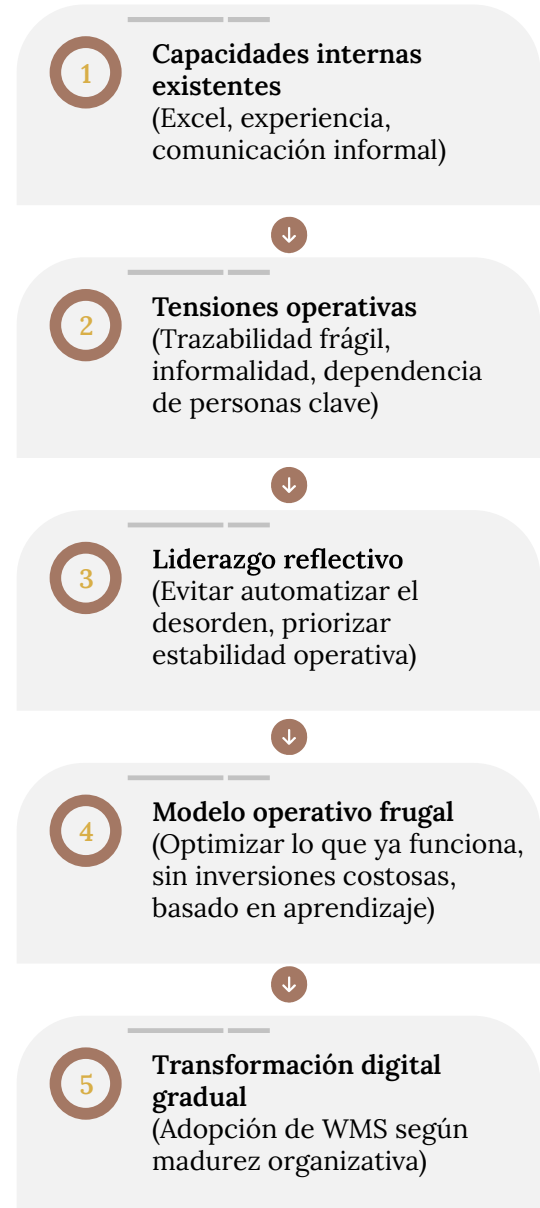 1
Capacidades internas
existentes
(Excel, experiencia,
comunicación informal)
2
Tensiones operativas
(Trazabilidad frágil,
informalidad, dependencia
de personas clave)
3
Liderazgo reflectivo
(Evitar automatizar el
desorden, priorizar
estabilidad operativa)
4
Modelo operativo frugal
(Optimizar lo que ya funciona,
sin inversiones costosas,
basado en aprendizaje)
5
Transformación digital
gradual
(Adopción de WMS según
madurez organizativa)